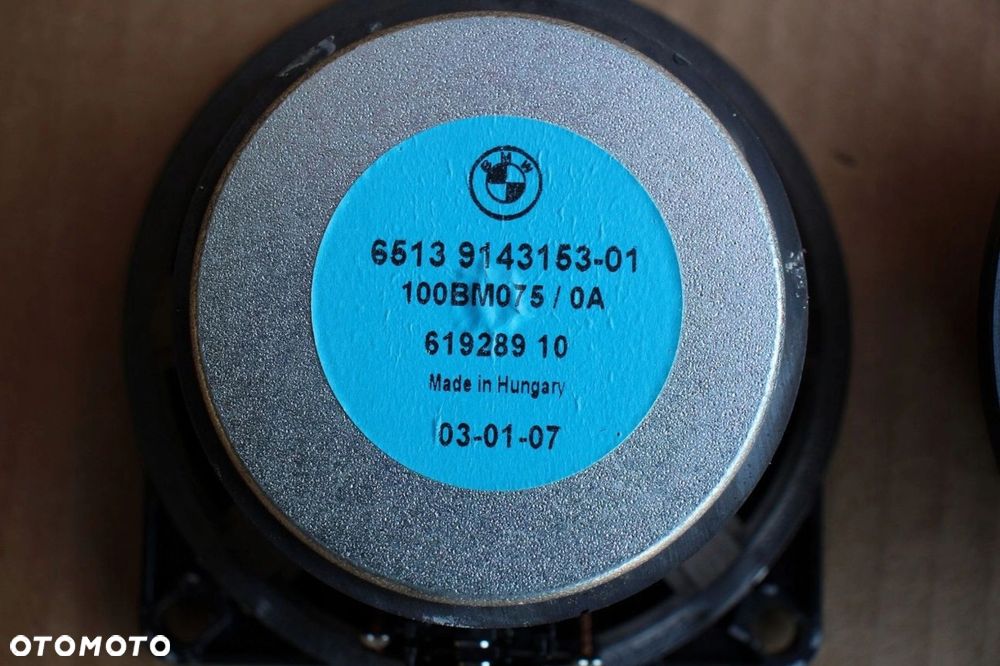 BMW
6513 9143153-01
100BM075 / 0A
619289 10
Made in Hungary
03-01-07
OTOMOTO